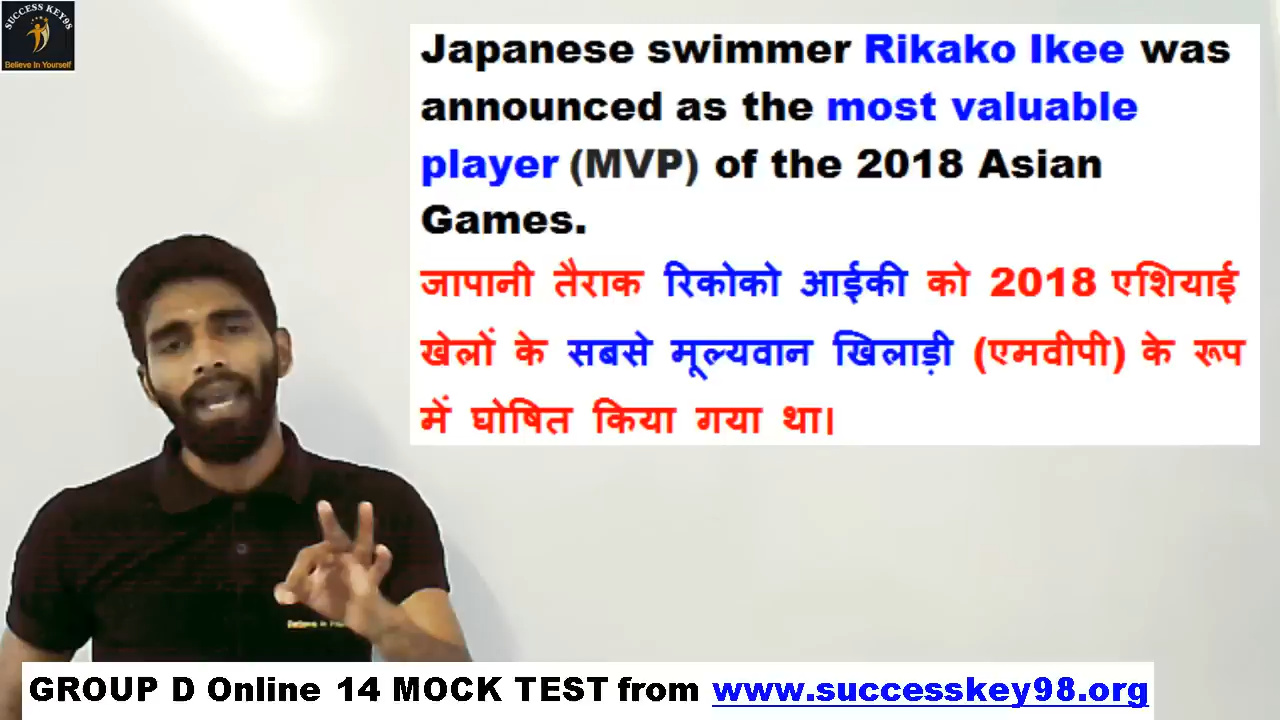 SUCCESS KEY98
Believe In Yourself
Japanese swimmer Rikako Ikee was
announced as the most valuable
player (MVP) of the 2018 Asian
Games.
जापानी तैराक रिकोको आईकी को 2018 एशियाई
खेलों के सबसे मूल्यवान खिलाड़ी (एमवीपी) के रूप
में घोषित किया गया था।
Believe in
GROUP D Online 14 MOCK TEST from www.successkey98.org